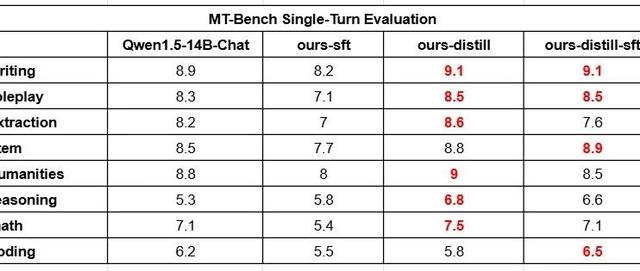 MT-Bench Single-Turn Evaluation
Qwen1.5-14B-Chat ours-sft ours-distill ours-distill-sft
riting 8.9 8.2 9.1 9.1
oleplay 8.3 7.1 8.5 8.5
xtraction 8.2 7 8.6 7.6
tem 8.5 7.7 8.8 8.9
umanities 8.8 8 9 8.5
easoning 5.3 5.8 6.8 6.6
ath 7.1 5.4 7.5 7.1
oding 6.2 5.5 5.8 6.5